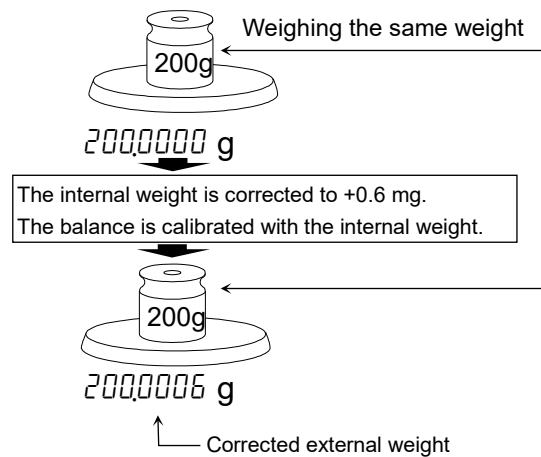 Weighing the same weight
200g
200.0000 g
The internal weight is corrected to +0.6 mg.
The balance is calibrated with the internal weight.
200g
200.0006 g
Corrected external weight